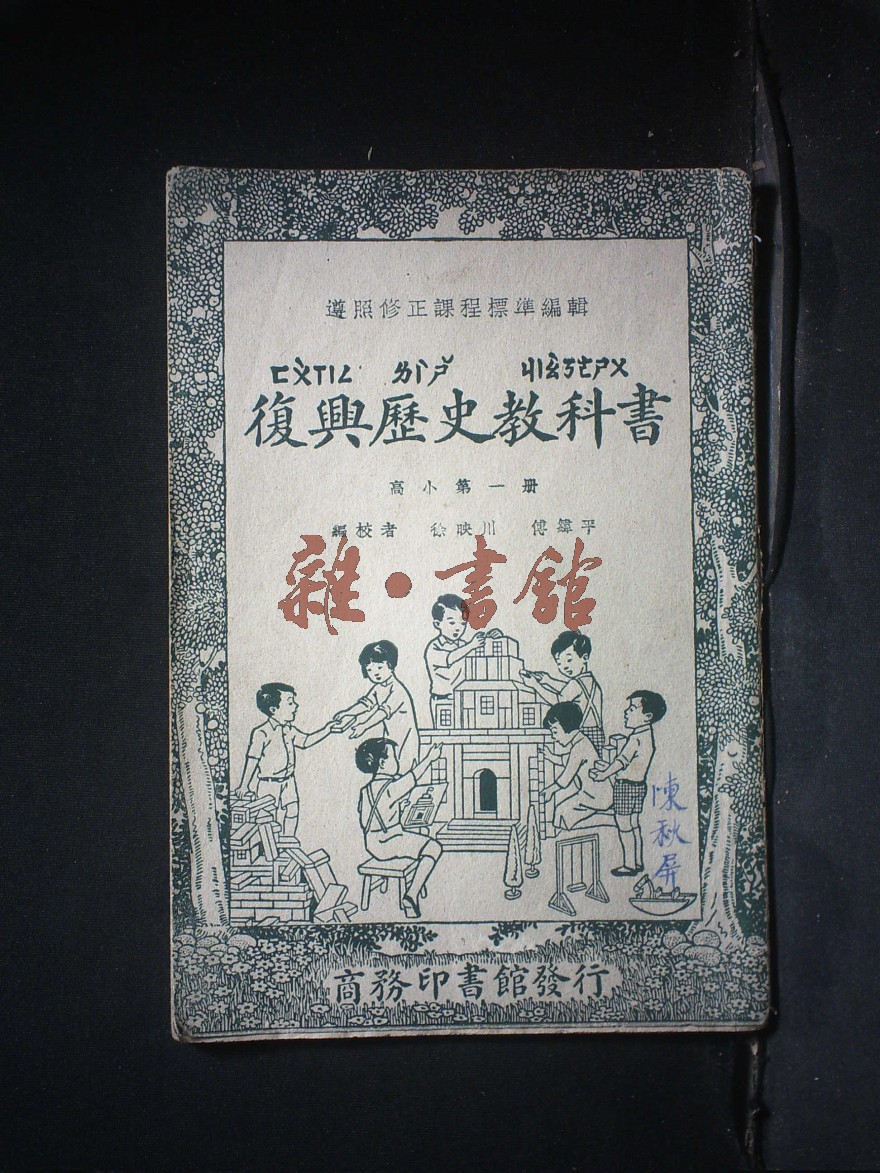 遵照修正課程標準編輯
ㄈㄨˋㄒㄧㄥ ㄌㄧˋㄕˇ ㄐㄧㄠˋㄎㄜㄕㄨ
復興歷史教科書
高小第一册
編校者 徐映川 傅緯平
雜·書館
陳秋屏
商務印書館發行